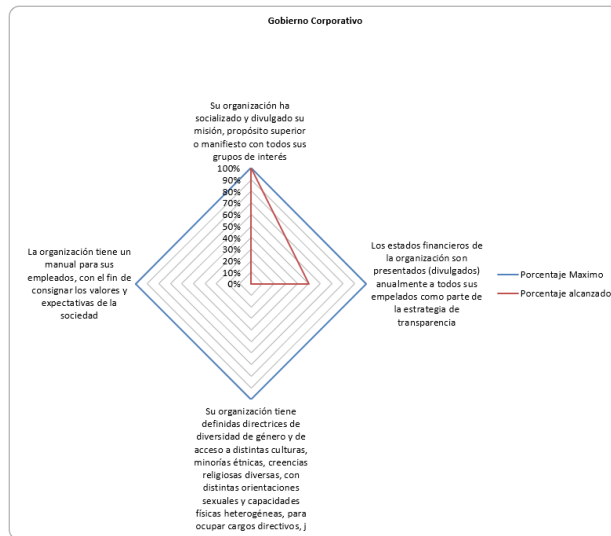 Gobierno Corporativo
Su organización ha
socializado y divulgado su
misión, propósito superior
o manifiesto con todos sus
grupos de interés
100%
90%
80%
70%
60%
50%
40%
30%
20%
10%
0%
La organización tiene un
manual para sus
empleados, con el fin de
consignar los valores y
expectativas de la
sociedad
Los estados financieros de
la organización son
presentados (divulgados)
anualmente a todos sus
empelados como parte de
la estrategia de
transparencia
Porcentaje Maximo
Porcentaje alcanzado
Su organización tiene
definidas directrices de
diversidad de género y de
acceso a distintas culturas,
minorías étnicas, creencias
religiosas diversas, con
distintas orientaciones
sexuales y capacidades
físicas heterogéneas, para
ocupar cargos directivos, j